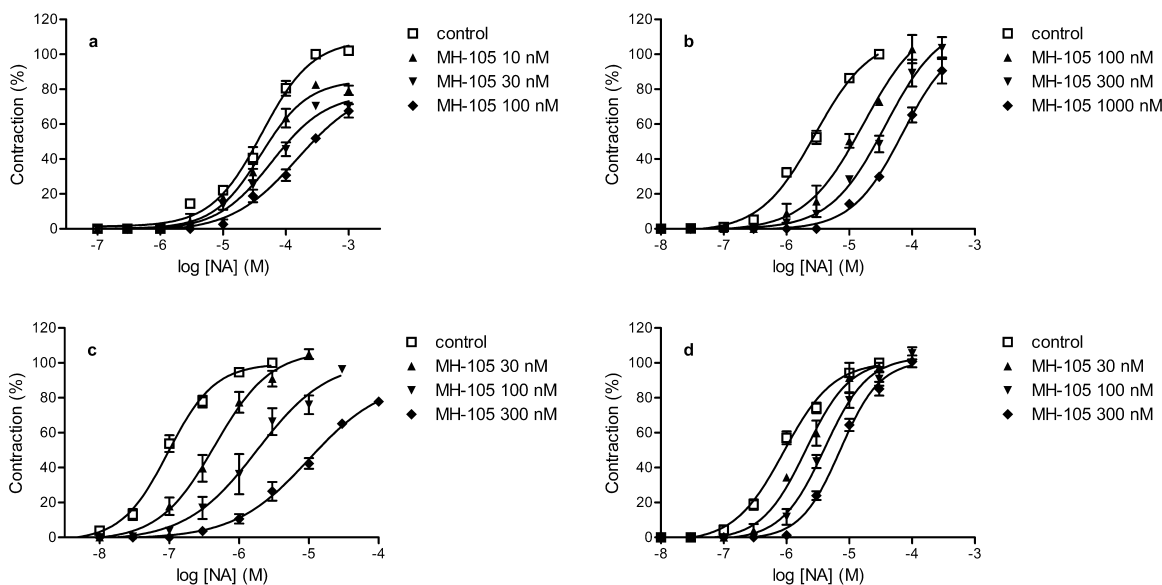 a
120
100
80
60
40
20
0
Contraction (%)
-7 -6 -5 -4 -3
log [NA] (M)
control
MH-105 10 nM
MH-105 30 nM
MH-105 100 nM
b
120
100
80
60
40
20
0
Contraction (%)
-8 -7 -6 -5 -4 -3
log [NA] (M)
control
MH-105 100 nM
MH-105 300 nM
MH-105 1000 nM
c
120
100
80
60
40
20
0
Contraction (%)
-8 -7 -6 -5 -4
log [NA] (M)
control
MH-105 30 nM
MH-105 100 nM
MH-105 300 nM
d
120
100
80
60
40
20
0
Contraction (%)
-8 -7 -6 -5 -4 -3
log [NA] (M)
control
MH-105 30 nM
MH-105 100 nM
MH-105 300 nM